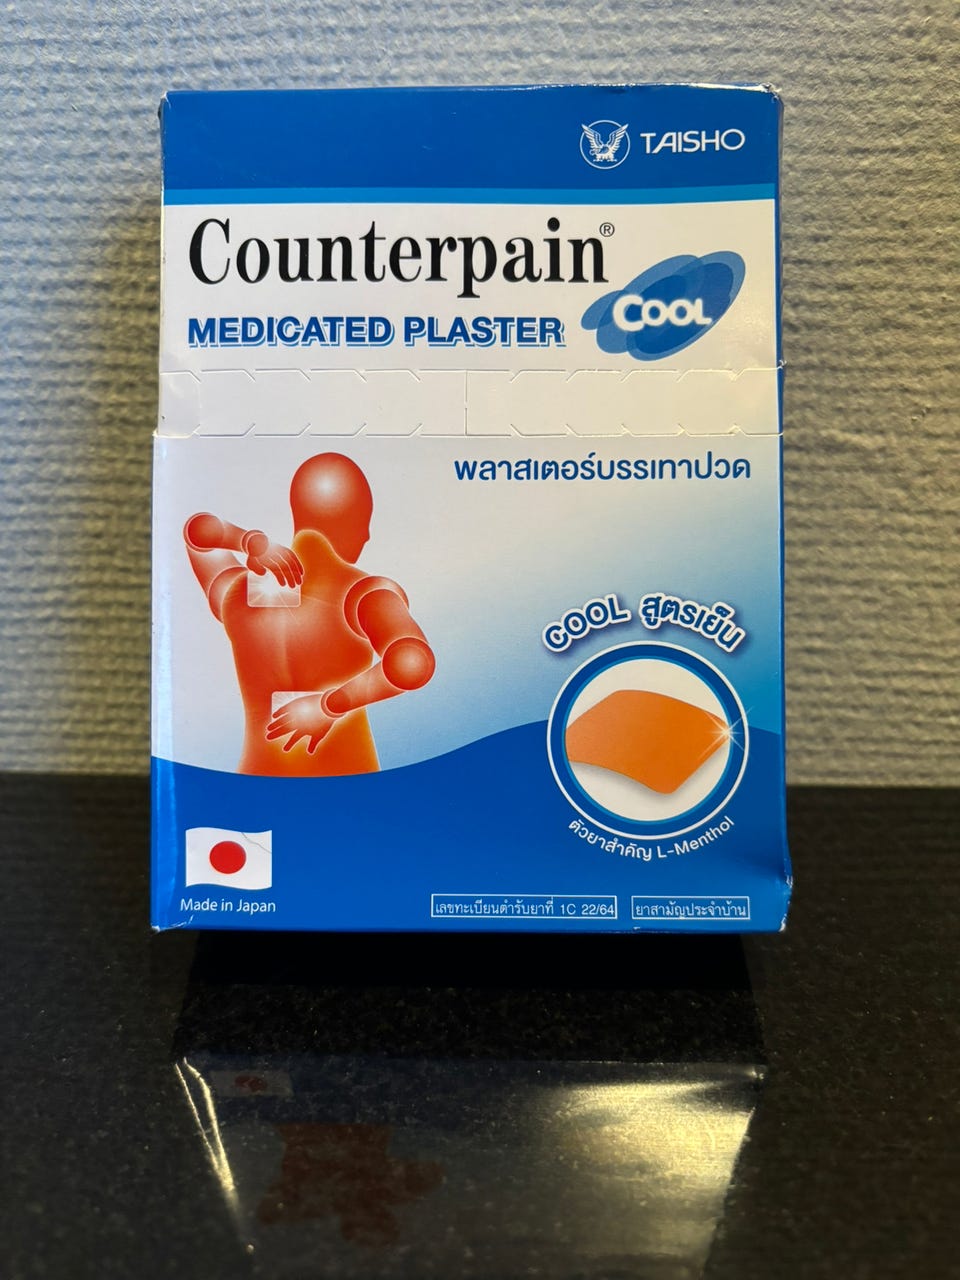 TAISHO
Counterpain®
COOL
MEDICATED PLASTER
พลาสเตอร์บรรเทาปวด
COOL สูตรเย็น
ตัวยาสำคัญ L-Menthol
Made in Japan
เลขทะเบียนตำรับยาที่ 1C 22/64
ยาสามัญประจำบ้าน